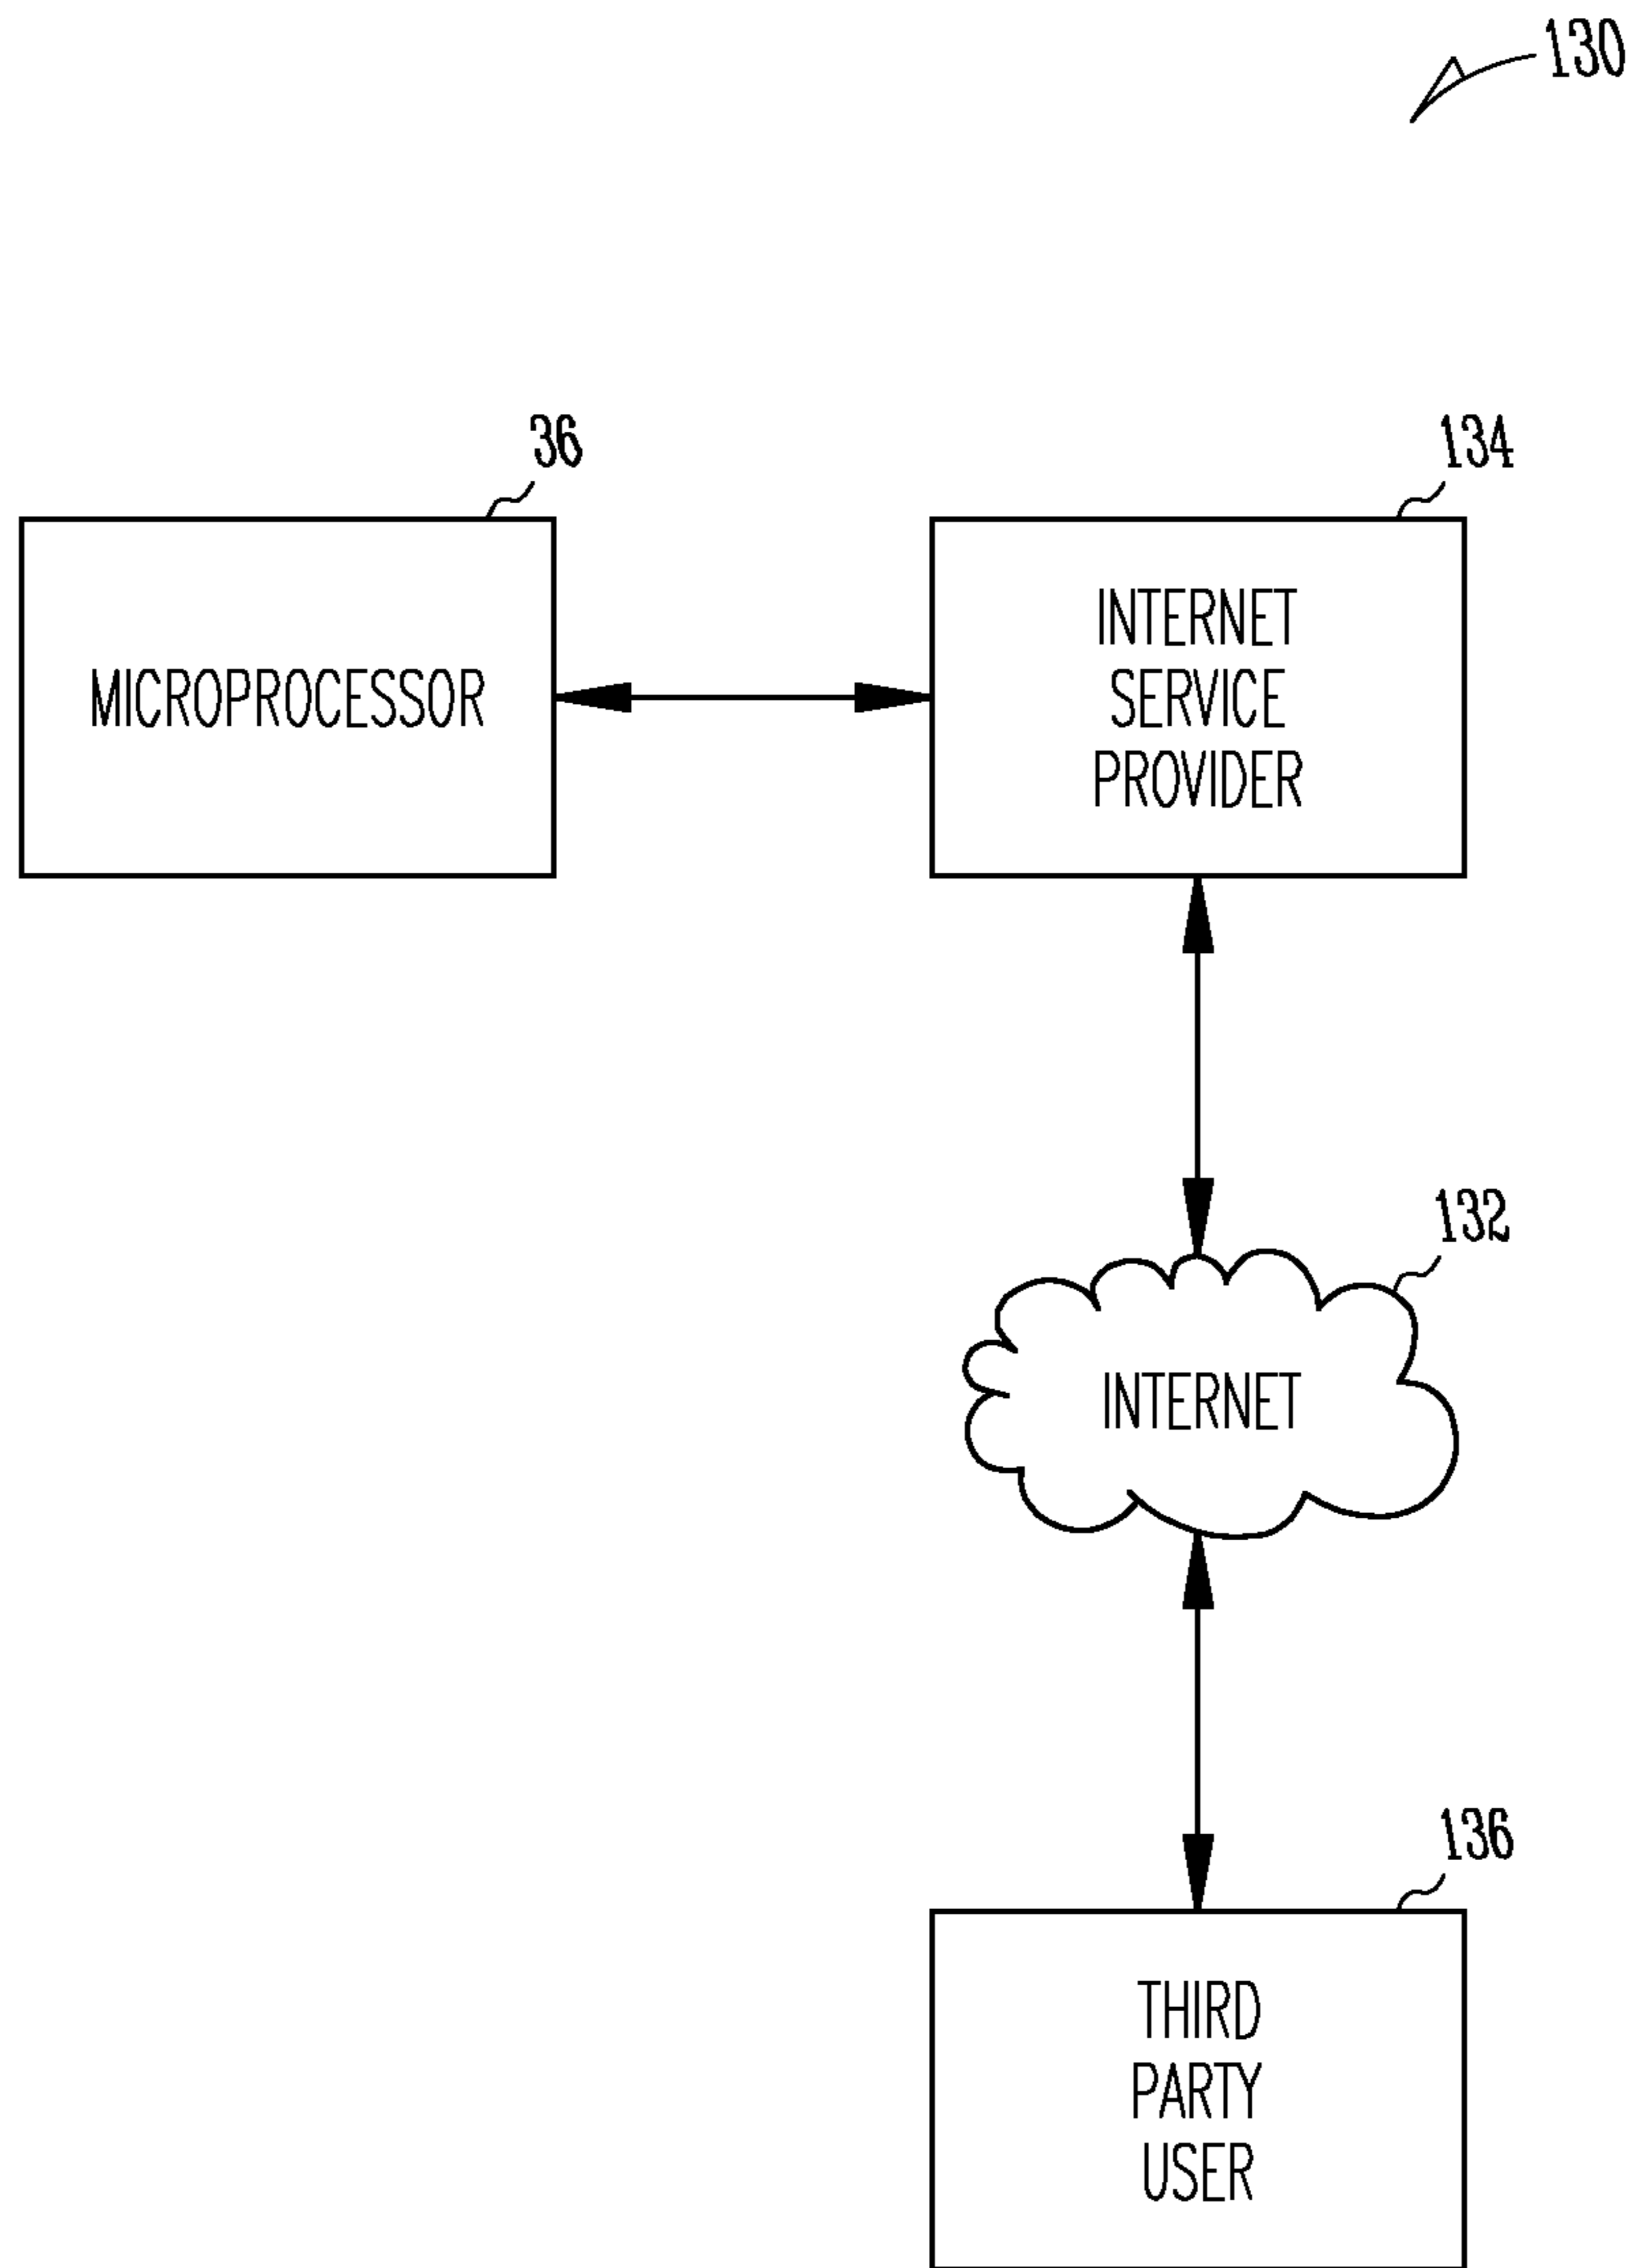 130
36
134
MICROPROCESSOR
INTERNET
SERVICE
PROVIDER
132
INTERNET
136
THIRD
PARTY
USER